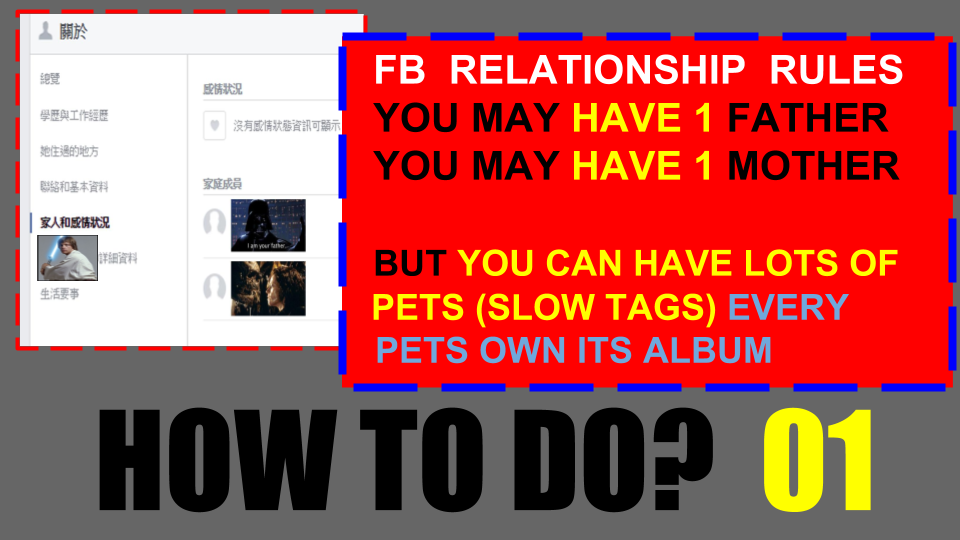 關於
總覽
學歷與工作經歷
她住過的地方
聯絡和基本資料
家人和感情狀況
詳細資料
生活要事
感情狀況
沒有感情狀態資訊可顯示
家庭成員
I am your father.
FB RELATIONSHIP RULES
YOU MAY HAVE 1 FATHER
YOU MAY HAVE 1 MOTHER
BUT YOU CAN HAVE LOTS OF
PETS (SLOW TAGS) EVERY
PETS OWN ITS ALBUM
HOW TO DO? 01